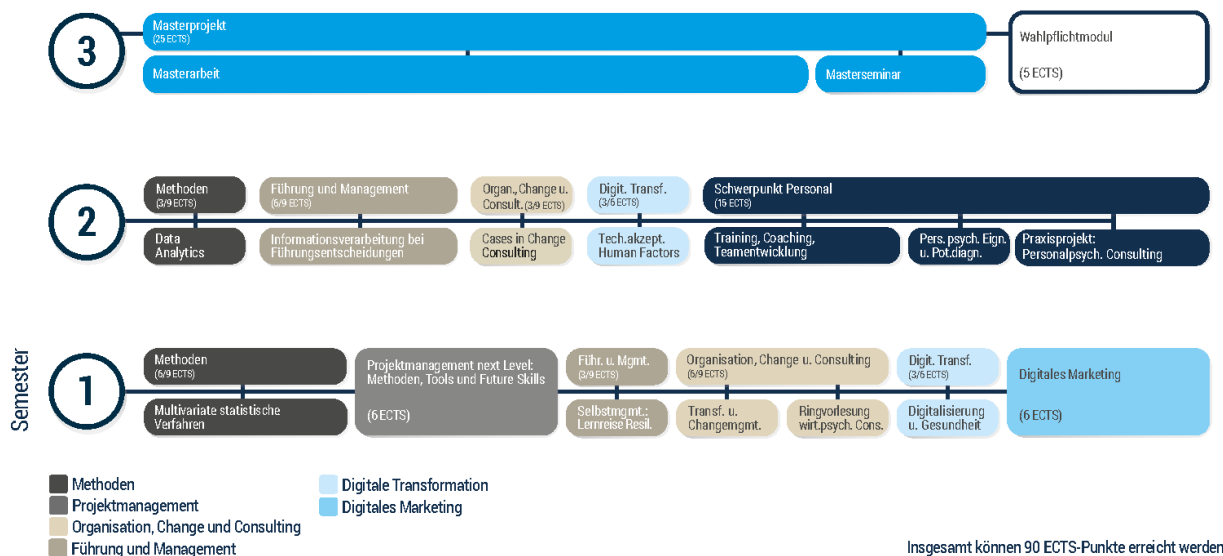 3
Masterprojekt
(25 ECTS)
Masterarbeit
Masterseminar
Wahlpflichtmodul
(5 ECTS)
2
Methoden
(3/9 ECTS)
Data
Analytics
Führung und Management
(6/9 ECTS)
Informationsverarbeitung bei
Führungsentscheidungen
Organ., Change u.
Consult. (3/9 ECTS)
Cases in Change
Consulting
Digit. Transf.
(3/6 ECTS)
Tech.akzept.
Human Factors
Schwerpunkt Personal
(15 ECTS)
Training, Coaching,
Teamentwicklung
Pers. psych. Eign.
u. Pot.diagn.
Praxisprojekt:
Personalpsych. Consulting
Semester
1
Methoden
(6/9 ECTS)
Multivariate statistische
Verfahren
Projektmanagement next Level:
Methoden, Tools und Future Skills
(6 ECTS)
Führ. u. Mgmt.
(3/9 ECTS)
Selbstmgmt.:
Lernreise Resil.
Organisation, Change u. Consulting
(6/9 ECTS)
Transf. u.
Changemgmt.
Ringvorlesung
wirt.psych. Cons.
Digit. Transf.
(3/6 ECTS)
Digitalisierung
u. Gesundheit
Digitales Marketing
(6 ECTS)
Methoden
Projektmanagement
Organisation, Change und Consulting
Führung und Management
Digitale Transformation
Digitales Marketing
Insgesamt können 90 ECTS-Punkte erreicht werden